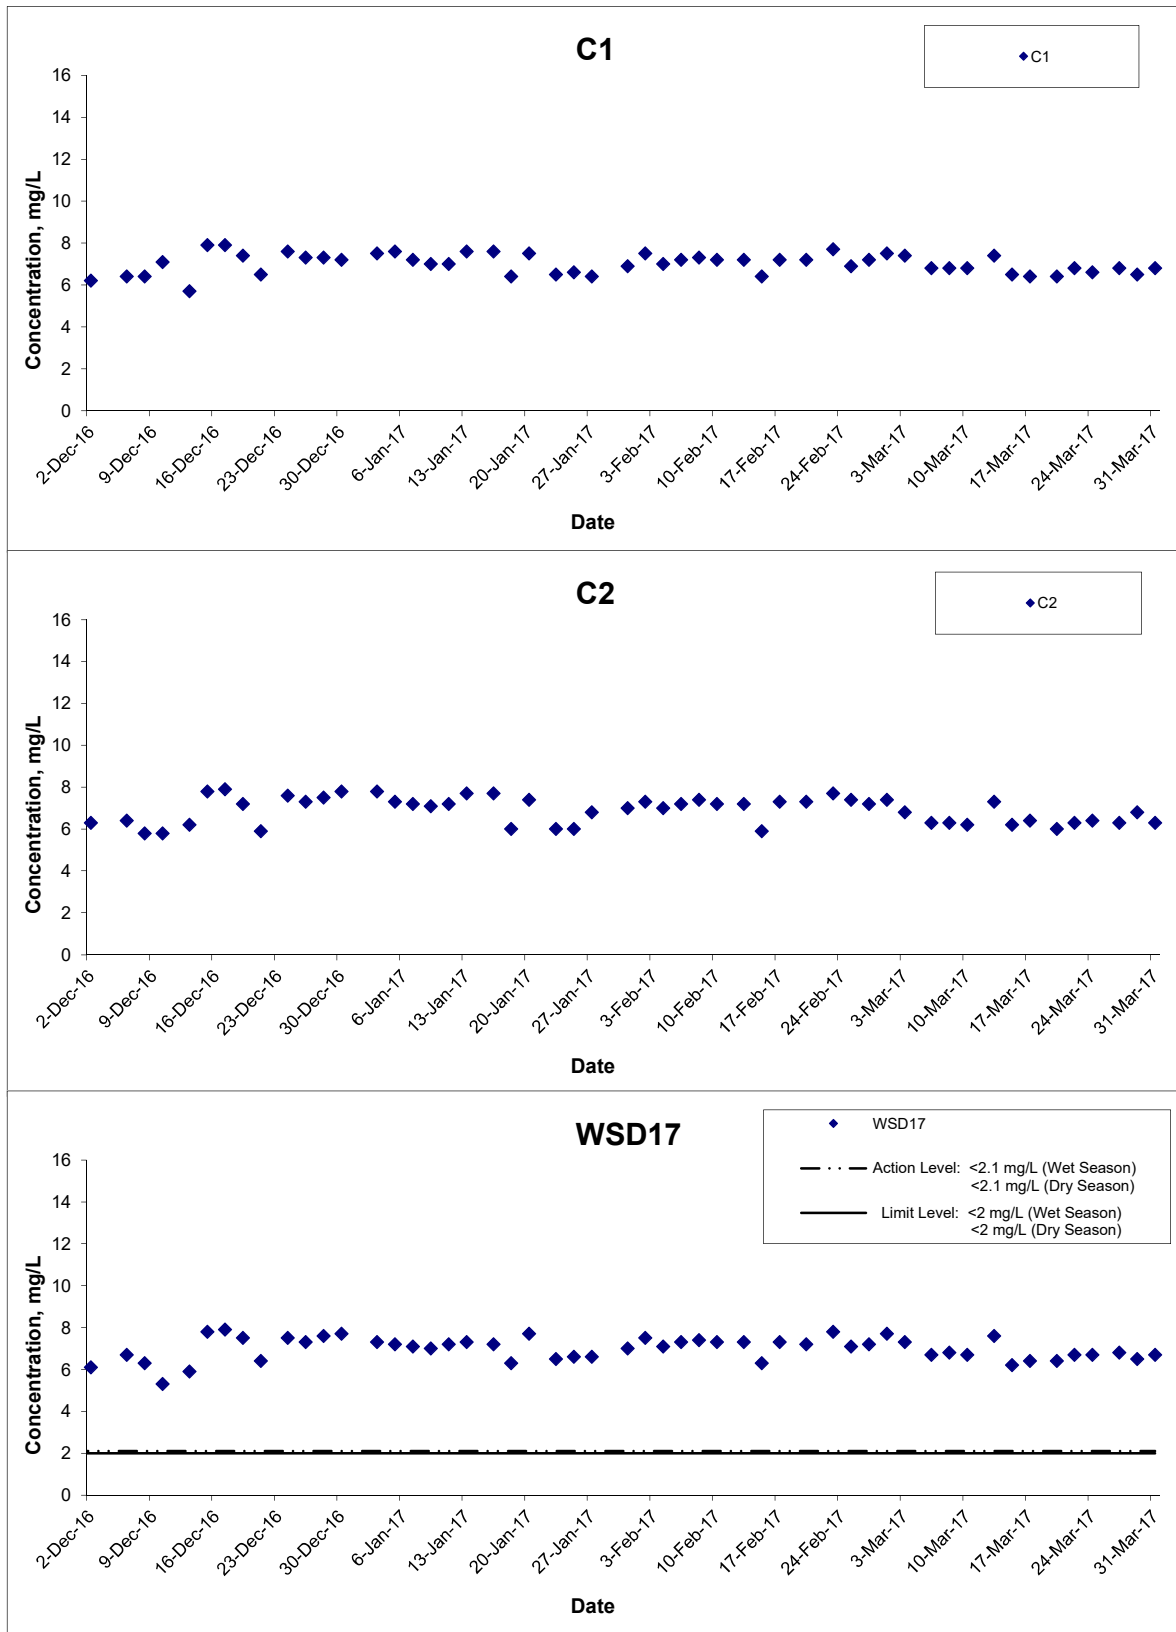 C1
C1
16
14
12
10
8
6
4
2
0
Concentration, mg/L
2-Dec-16
9-Dec-16
16-Dec-16
23-Dec-16
30-Dec-16
6-Jan-17
13-Jan-17
20-Jan-17
27-Jan-17
3-Feb-17
10-Feb-17
17-Feb-17
24-Feb-17
3-Mar-17
10-Mar-17
17-Mar-17
24-Mar-17
31-Mar-17
Date
C2
C2
16
14
12
10
8
6
4
2
0
Concentration, mg/L
2-Dec-16
9-Dec-16
16-Dec-16
23-Dec-16
30-Dec-16
6-Jan-17
13-Jan-17
20-Jan-17
27-Jan-17
3-Feb-17
10-Feb-17
17-Feb-17
24-Feb-17
3-Mar-17
10-Mar-17
17-Mar-17
24-Mar-17
31-Mar-17
Date
WSD17
WSD17
Action Level: <2.1 mg/L (Wet Season)
<2.1 mg/L (Dry Season)
Limit Level: <2 mg/L (Wet Season)
<2 mg/L (Dry Season)
16
14
12
10
8
6
4
2
0
Concentration, mg/L
2-Dec-16
9-Dec-16
16-Dec-16
23-Dec-16
30-Dec-16
6-Jan-17
13-Jan-17
20-Jan-17
27-Jan-17
3-Feb-17
10-Feb-17
17-Feb-17
24-Feb-17
3-Mar-17
10-Mar-17
17-Mar-17
24-Mar-17
31-Mar-17
Date